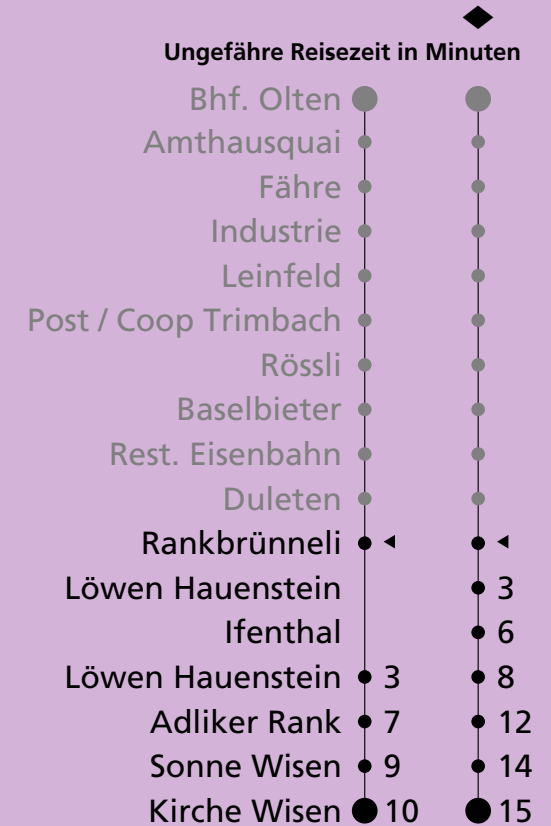 Ungefähre Reisezeit in Minuten
Bhf. Olten
Amthausquai
Fähre
Industrie
Leinfeld
Post / Coop Trimbach
Rössli
Baselbieter
Rest. Eisenbahn
Duleten
Rankbrünneli
Löwen Hauenstein 3
Ifenthal 6
Löwen Hauenstein 3 8
Adliker Rank 7 12
Sonne Wisen 9 14
Kirche Wisen 10 15